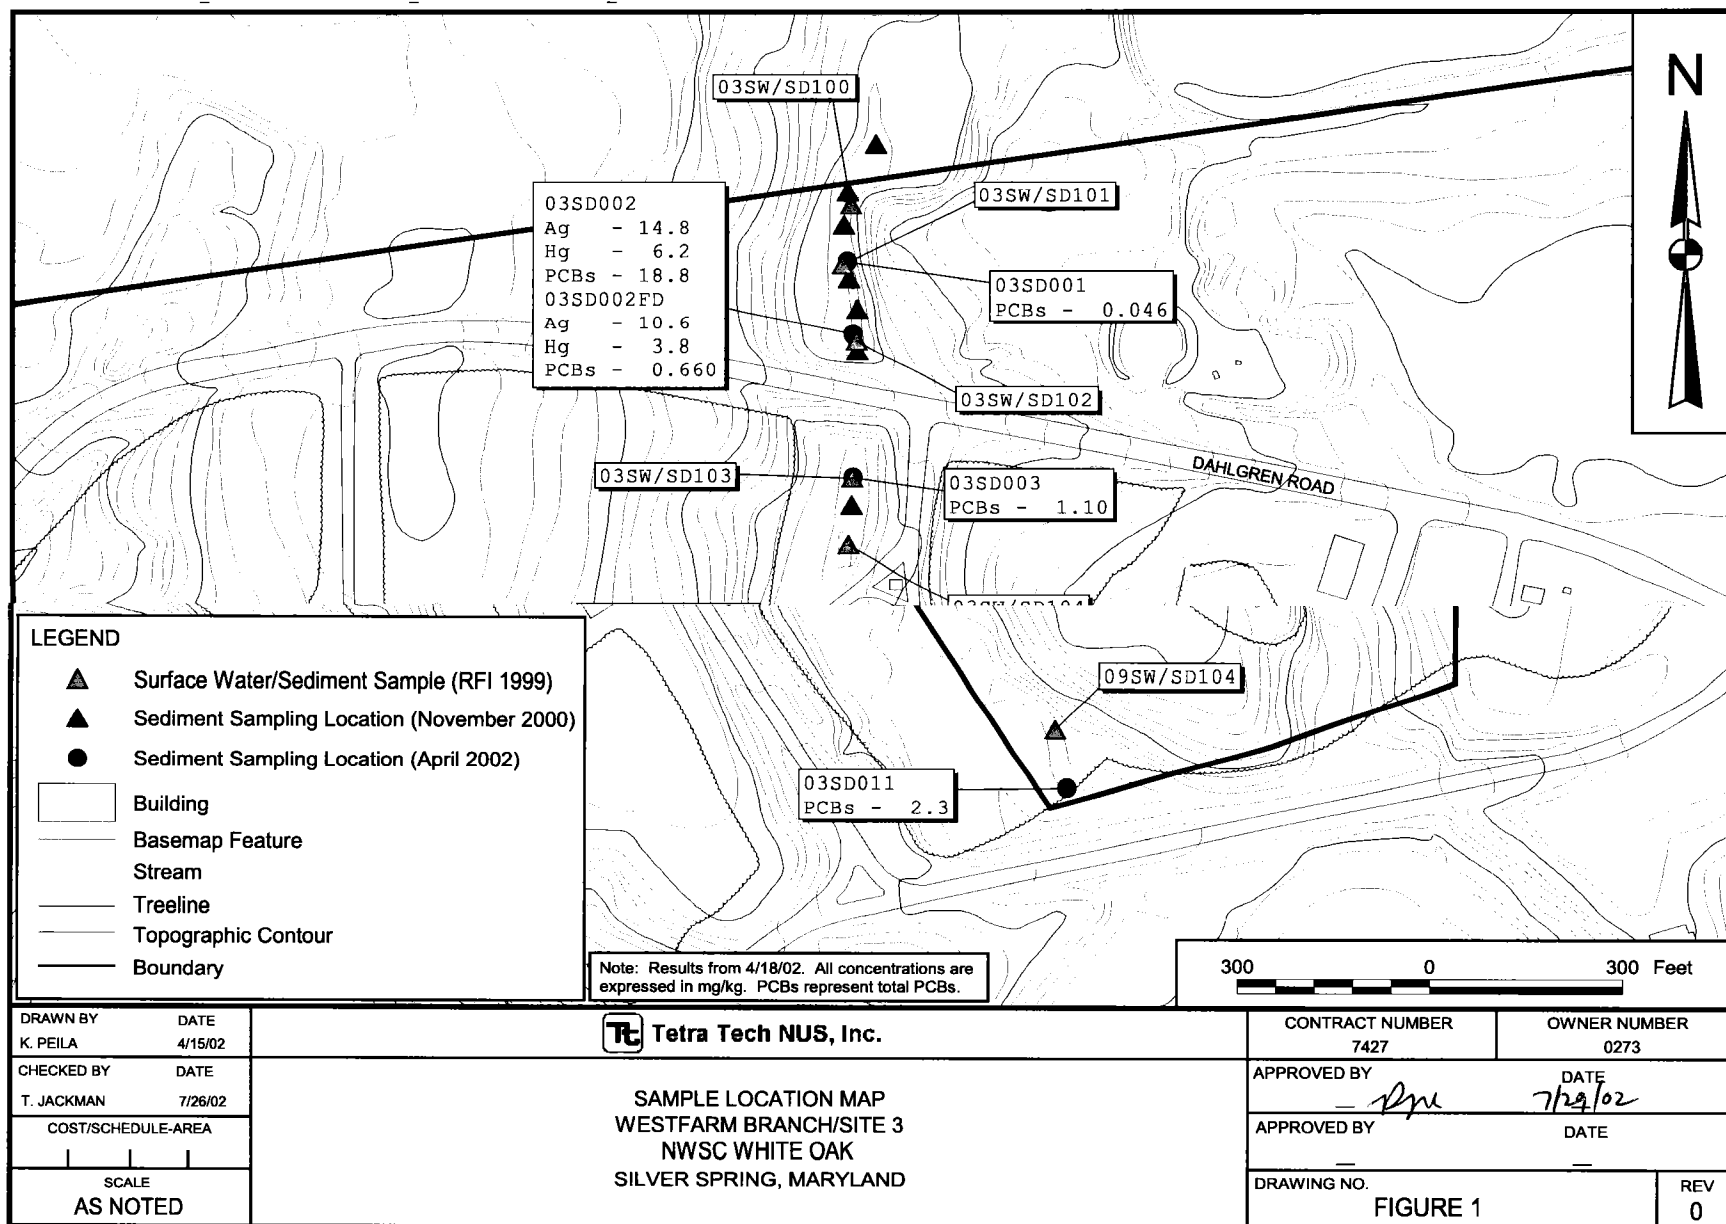 03SW/SD100
N
03SW/SD101
03SD002
Ag - 14.8
Hg - 6.2
PCBs - 18.8
03SD002FD
Ag - 10.6
Hg - 3.8
PCBs - 0.660
03SD001
PCBs - 0.046
03SW/SD102
DAHLGREN ROAD
03SW/SD103
03SD003
PCBs - 1.10
03SW/SD104
09SW/SD104
03SD011
PCBs - 2.3
LEGEND
Surface Water/Sediment Sample (RFI 1999)
Sediment Sampling Location (November 2000)
Sediment Sampling Location (April 2002)
Building
Basemap Feature
Stream
Treeline
Topographic Contour
Boundary
Note: Results from 4/18/02. All concentrations are
expressed in mg/kg. PCBs represent total PCBs.
300 0 300 Feet
DRAWN BY DATE
K. PEILA 4/15/02
CHECKED BY DATE
T. JACKMAN 7/26/02
COST/SCHEDULE-AREA
SCALE
AS NOTED
Tt Tetra Tech NUS, Inc.
SAMPLE LOCATION MAP
WESTFARM BRANCH/SITE 3
NWSC WHITE OAK
SILVER SPRING, MARYLAND
CONTRACT NUMBER
7427
OWNER NUMBER
0273
APPROVED BY DATE
7/29/02
APPROVED BY DATE
DRAWING NO.
FIGURE 1
REV
0